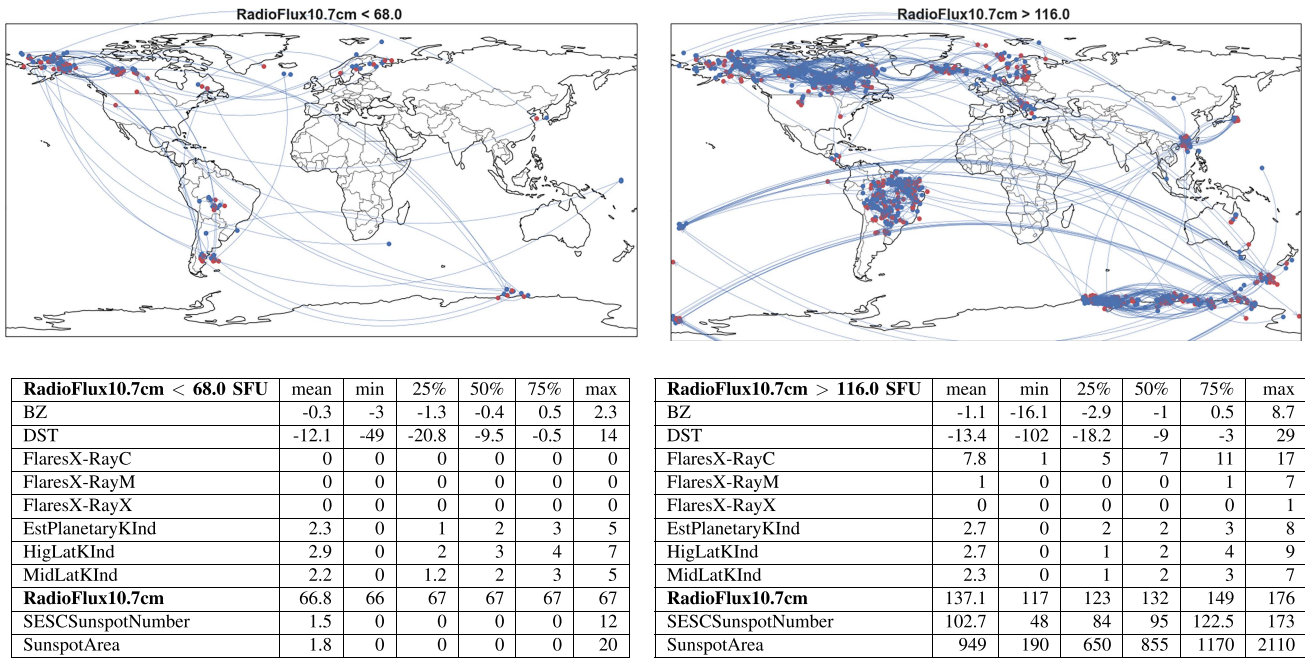 RadioFlux10.7cm < 68.0
RadioFlux10.7cm > 116.0
RadioFlux10.7cm < 68.0 SFU mean min 25% 50% 75% max
BZ -0.3 -3 -1.3 -0.4 0.5 2.3
DST -12.1 -49 -20.8 -9.5 -0.5 14
FlaresX-RayC 0 0 0 0 0 0
FlaresX-RayM 0 0 0 0 0 0
FlaresX-RayX 0 0 0 0 0 0
EstPlanetaryKInd 2.3 0 1 2 3 5
HigLatKInd 2.9 0 2 3 4 7
MidLatKInd 2.2 0 1.2 2 3 5
RadioFlux10.7cm 66.8 66 67 67 67 67
SESCSunspotNumber 1.5 0 0 0 0 12
SunspotArea 1.8 0 0 0 0 20
RadioFlux10.7cm > 116.0 SFU mean min 25% 50% 75% max
BZ -1.1 -16.1 -2.9 -1 0.5 8.7
DST -13.4 -102 -18.2 -9 -3 29
FlaresX-RayC 7.8 1 5 7 11 17
FlaresX-RayM 1 0 0 0 1 7
FlaresX-RayX 0 0 0 0 0 1
EstPlanetaryKInd 2.7 0 2 2 3 8
HigLatKInd 2.7 0 1 2 4 9
MidLatKInd 2.3 0 1 2 3 7
RadioFlux10.7cm 137.1 117 123 132 149 176
SESCSunspotNumber 102.7 48 84 95 122.5 173
SunspotArea 949 190 650 855 1170 2110